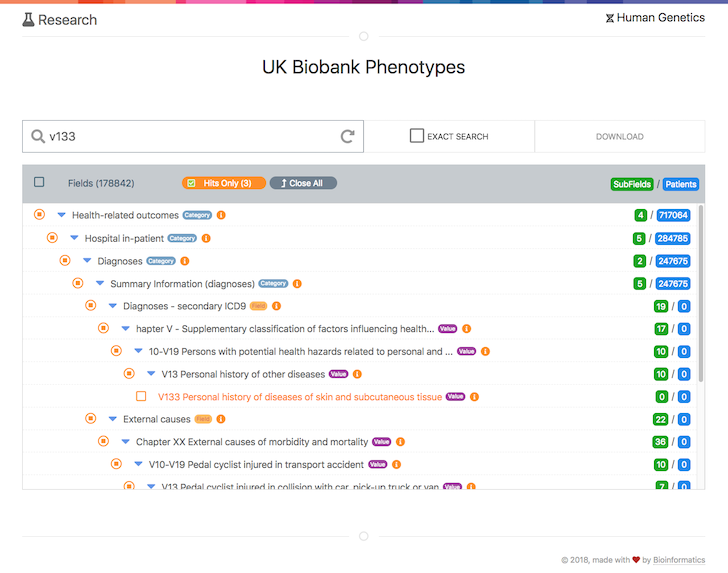 Research
Human Genetics
UK Biobank Phenotypes
v133
EXACT SEARCH
DOWNLOAD
Fields (178842) Hits Only (3) Close All SubFields / Patients
Health-related outcomes Category 4 / 717064
Hospital in-patient Category 5 / 284785
Diagnoses Category 2 / 247675
Summary Information (diagnoses) Category 5 / 247675
Diagnoses - secondary ICD9 Field 19 / 0
hapter V - Supplementary classification of factors influencing health... Value 17 / 0
10-V19 Persons with potential health hazards related to personal and ... Value 10 / 0
V13 Personal history of other diseases Value 10 / 0
V133 Personal history of diseases of skin and subcutaneous tissue Value 0 / 0
External causes Field 22 / 0
Chapter XX External causes of morbidity and mortality Value 36 / 0
V10-V19 Pedal cyclist injured in transport accident Value 10 / 0
V13 Pedal cyclist injured in collision with car, pick-up truck or van Value 7 / 0
© 2018, made with ❤ by Bioinformatics